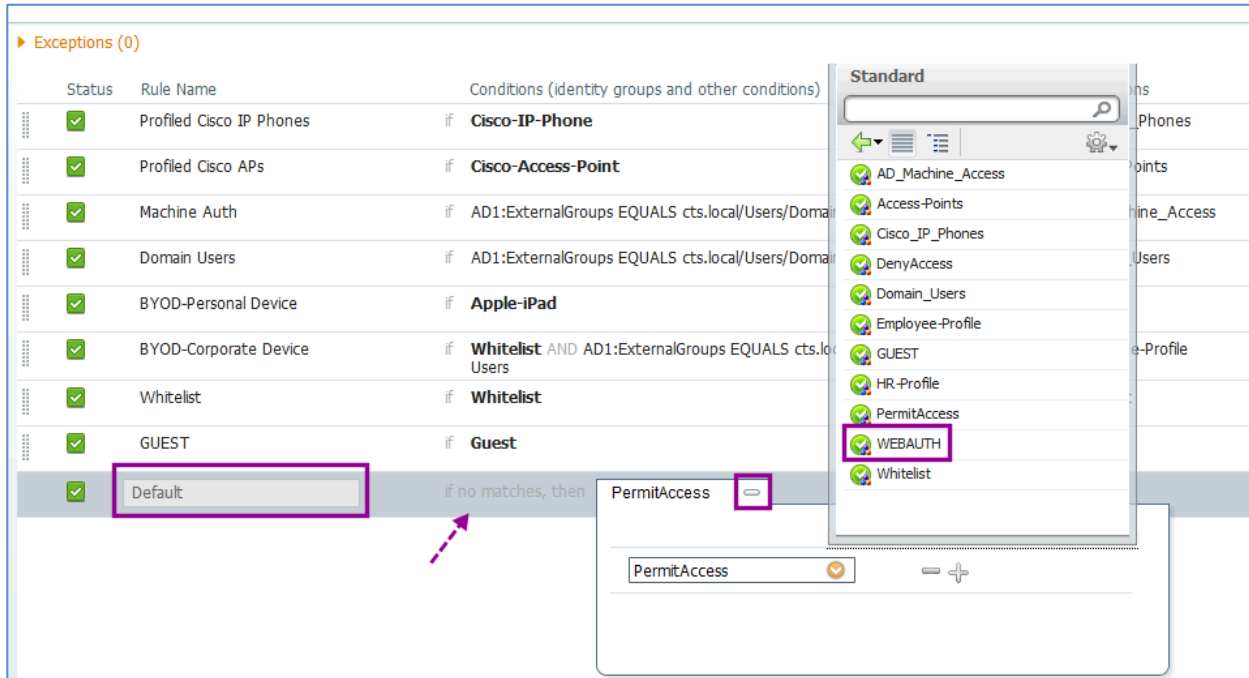 Exceptions (0)
Status Rule Name Conditions (identity groups and other conditions)
Profiled Cisco IP Phones if Cisco-IP-Phone _Phones
Profiled Cisco APs if Cisco-Access-Point
Machine Auth if AD1:ExternalGroups EQUALS cts.local/Users/Domai hine_Access
Domain Users if AD1:ExternalGroups EQUALS cts.local/Users/Domai _Users
BYOD-Personal Device if Apple-iPad
BYOD-Corporate Device if Whitelist AND AD1:ExternalGroups EQUALS cts.lo e-Profile
Users
Whitelist if Whitelist
GUEST if Guest
Default if no matches, then PermitAccess
PermitAccess
Standard
AD_Machine_Access
Access-Points
Cisco_IP_Phones
DenyAccess
Domain_Users
Employee-Profile
GUEST
HR-Profile
PermitAccess
WEBAUTH
Whitelist